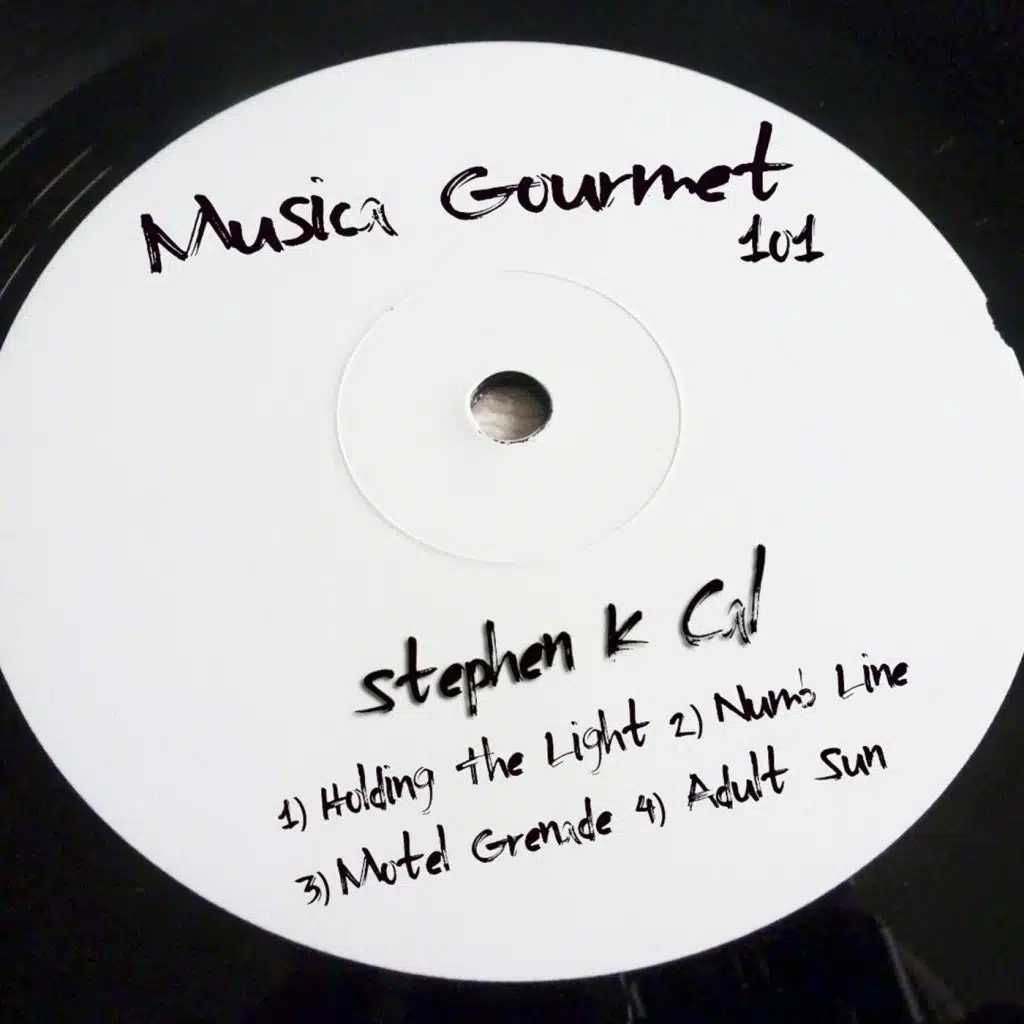 Musica Gourmet
101
Stephen K Cal
1) Holding the Light 2) Numb Line
3) Motel Grenade 4) Adult Sun